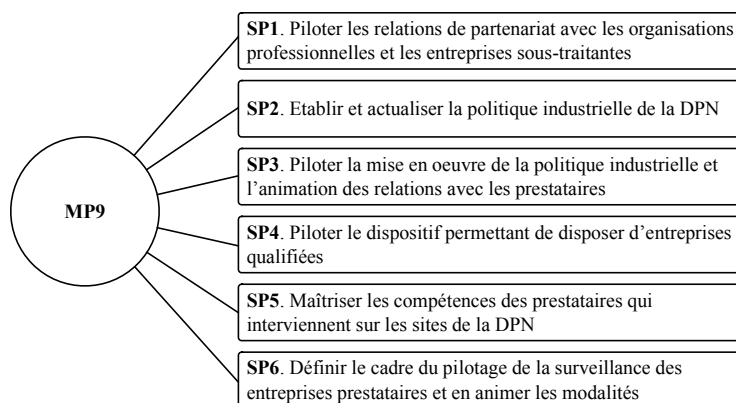 SP1. Piloter les relations de partenariat avec les organisations
professionnelles et les entreprises sous-traitantes
SP2. Etablir et actualiser la politique industrielle de la DPN
SP3. Piloter la mise en oeuvre de la politique industrielle et
l’animation des relations avec les prestataires
MP9
SP4. Piloter le dispositif permettant de disposer d’entreprises
qualifiées
SP5. Maîtriser les compétences des prestataires qui
interviennent sur les sites de la DPN
SP6. Définir le cadre du pilotage de la surveillance des
entreprises prestataires et en animer les modalités